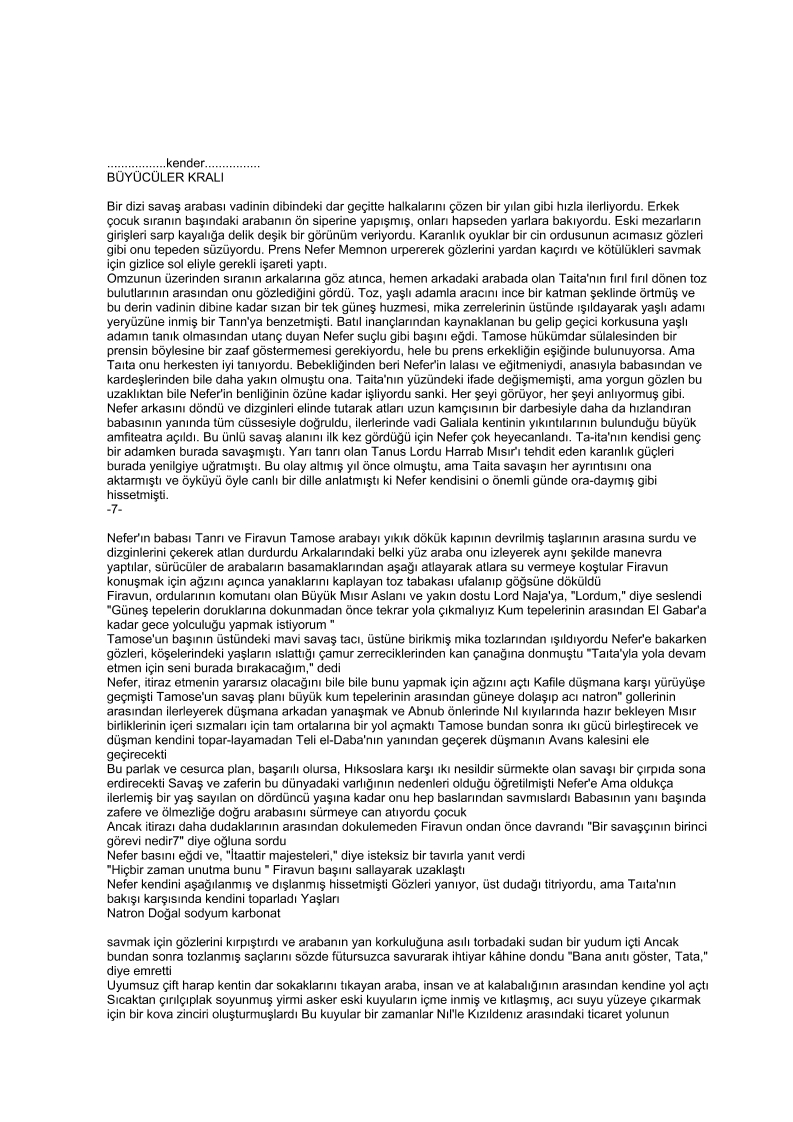 .................kender................
BÜYÜCÜLER KRALI

Bir dizi savaş arabası vadinin dibindeki dar geçitte halkalarını çözen bir yılan gibi hızla ilerliyordu. Erkek
çocuk sıranın başındaki arabanın ön siperine yapışmış, onları hapseden yarlara bakıyordu. Eski mezarların
girişleri sarp kayalığa delik deşik bir görünüm veriyordu. Karanlık oyuklar bir cin ordusunun acımasız gözleri
gibi onu tepeden süzüyordu. Prens Nefer Memnon urpererek gözlerini yardan kaçırdı ve kötülükleri savmak
için gizlice sol eliyle gerekli işareti yaptı.
Omzunun üzerinden sıranın arkalarına göz atınca, hemen arkadaki arabada olan Taita'nın fırıl fırıl dönen toz
bulutlarının arasından onu gözlediğini gördü. Toz, yaşlı adamla aracını ince bir katman şeklinde örtmüş ve
bu derin vadinin dibine kadar sızan bir tek güneş huzmesi, mika zerrelerinin üstünde ışıldayarak yaşlı adamı
yeryüzüne inmiş bir Tann'ya benzetmişti. Batıl inançlarından kaynaklanan bu gelip geçici korkusuna yaşlı
adamın tanık olmasından utanç duyan Nefer suçlu gibi başını eğdi. Tamose hükümdar sülalesinden bir
prensin böylesine bir zaaf göstermemesi gerekiyordu, hele bu prens erkekliğin eşiğinde bulunuyorsa. Ama
Taıta onu herkesten iyi tanıyordu. Bebekliğinden beri Nefer'in lalası ve eğitmeniydi, anasıyla babasından ve
kardeşlerinden bile daha yakın olmuştu ona. Taita'nın yüzündeki ifade değişmemişti, ama yorgun gözlen bu
uzaklıktan bile Nefer'in benliğinin özüne kadar işliyordu sanki. Her şeyi görüyor, her şeyi anlıyormuş gibi.
Nefer arkasını döndü ve dizginleri elinde tutarak atları uzun kamçısının bir darbesiyle daha da hızlandıran
babasının yanında tüm cüssesiyle doğruldu, ilerlerinde vadi Galiala kentinin yıkıntılarının bulunduğu büyük
amfiteatra açıldı. Bu ünlü savaş alanını ilk kez gördüğü için Nefer çok heyecanlandı. Ta-ita'nın kendisi genç
bir adamken burada savaşmıştı. Yarı tanrı olan Tanus Lordu Harrab Mısır'ı tehdit eden karanlık güçleri
burada yenilgiye uğratmıştı. Bu olay altmış yıl önce olmuştu, ama Taita savaşın her ayrıntısını ona
aktarmıştı ve öyküyü öyle canlı bir dille anlatmıştı ki Nefer kendisini o önemli günde ora-daymış gibi
hissetmişti.
-7-

Nefer'ın babası Tanrı ve Firavun Tamose arabayı yıkık dökük kapının devrilmiş taşlarının arasına surdu ve
dizginlerini çekerek atlan durdurdu Arkalarındaki belki yüz araba onu izleyerek aynı şekilde manevra
yaptılar, sürücüler de arabaların basamaklarından aşağı atlayarak atlara su vermeye koştular Firavun
konuşmak için ağzını açınca yanaklarını kaplayan toz tabakası ufalanıp göğsüne döküldü
Firavun, ordularının komutanı olan Büyük Mısır Aslanı ve yakın dostu Lord Naja'ya, "Lordum," diye seslendi
"Güneş tepelerin doruklarına dokunmadan önce tekrar yola çıkmalıyız Kum tepelerinin arasından El Gabar'a
kadar gece yolculuğu yapmak istiyorum "
Tamose'un başının üstündeki mavi savaş tacı, üstüne birikmiş mika tozlarından ışıldıyordu Nefer'e bakarken
gözleri, köşelerindeki yaşların ıslattığı çamur zerreciklerinden kan çanağına donmuştu "Taıta'yla yola devam
etmen için seni burada bırakacağım," dedi
Nefer, itiraz etmenin yararsız olacağını bile bile bunu yapmak için ağzını açtı Kafile düşmana karşı yürüyüşe
geçmişti Tamose'un savaş planı büyük kum tepelerinin arasından güneye dolaşıp acı natron" gollerinin
arasından ilerleyerek düşmana arkadan yanaşmak ve Abnub önlerinde Nıl kıyılarında hazır bekleyen Mısır
birliklerinin içeri sızmaları için tam ortalarına bir yol açmaktı Tamose bundan sonra ıkı gücü birleştirecek ve
düşman kendini topar-layamadan Teli el-Daba'nın yanından geçerek düşmanın Avans kalesini ele
geçirecekti
Bu parlak ve cesurca plan, başarılı olursa, Hıksoslara karşı ıkı nesildir sürmekte olan savaşı bir çırpıda sona
erdirecekti Savaş ve zaferin bu dünyadaki varlığının nedenleri olduğu öğretilmişti Nefer'e Ama oldukça
ilerlemiş bir yaş sayılan on dördüncü yaşına kadar onu hep baslarından savmıslardı Babasının yanı başında
zafere ve ölmezliğe doğru arabasını sürmeye can atıyordu çocuk
Ancak itirazı daha dudaklarının arasından dokulemeden Firavun ondan önce davrandı "Bir savaşçının birinci
görevi nedir7" diye oğluna sordu
Nefer basını eğdi ve, "İtaattir majesteleri," diye isteksiz bir tavırla yanıt verdi
"Hiçbir zaman unutma bunu " Firavun başını sallayarak uzaklaştı
Nefer kendini aşağılanmış ve dışlanmış hissetmişti Gözleri yanıyor, üst dudağı titriyordu, ama Taıta'nın
bakışı karşısında kendini toparladı Yaşları
Natron Doğal sodyum karbonat

savmak için gözlerini kırpıştırdı ve arabanın yan korkuluğuna asılı torbadaki sudan bir yudum içti Ancak
bundan sonra tozlanmış saçlarını sözde fütursuzca savurarak ihtiyar kâhine dondu "Bana anıtı göster, Tata,"
diye emretti
Uyumsuz çift harap kentin dar sokaklarını tıkayan araba, insan ve at kalabalığının arasından kendine yol açtı
Sıcaktan çırılçıplak soyunmuş yirmi asker eski kuyuların içme inmiş ve kıtlaşmış, acı suyu yüzeye çıkarmak
için bir kova zinciri oluşturmuşlardı Bu kuyular bir zamanlar Nıl'le Kızıldenız arasındaki ticaret yolunun